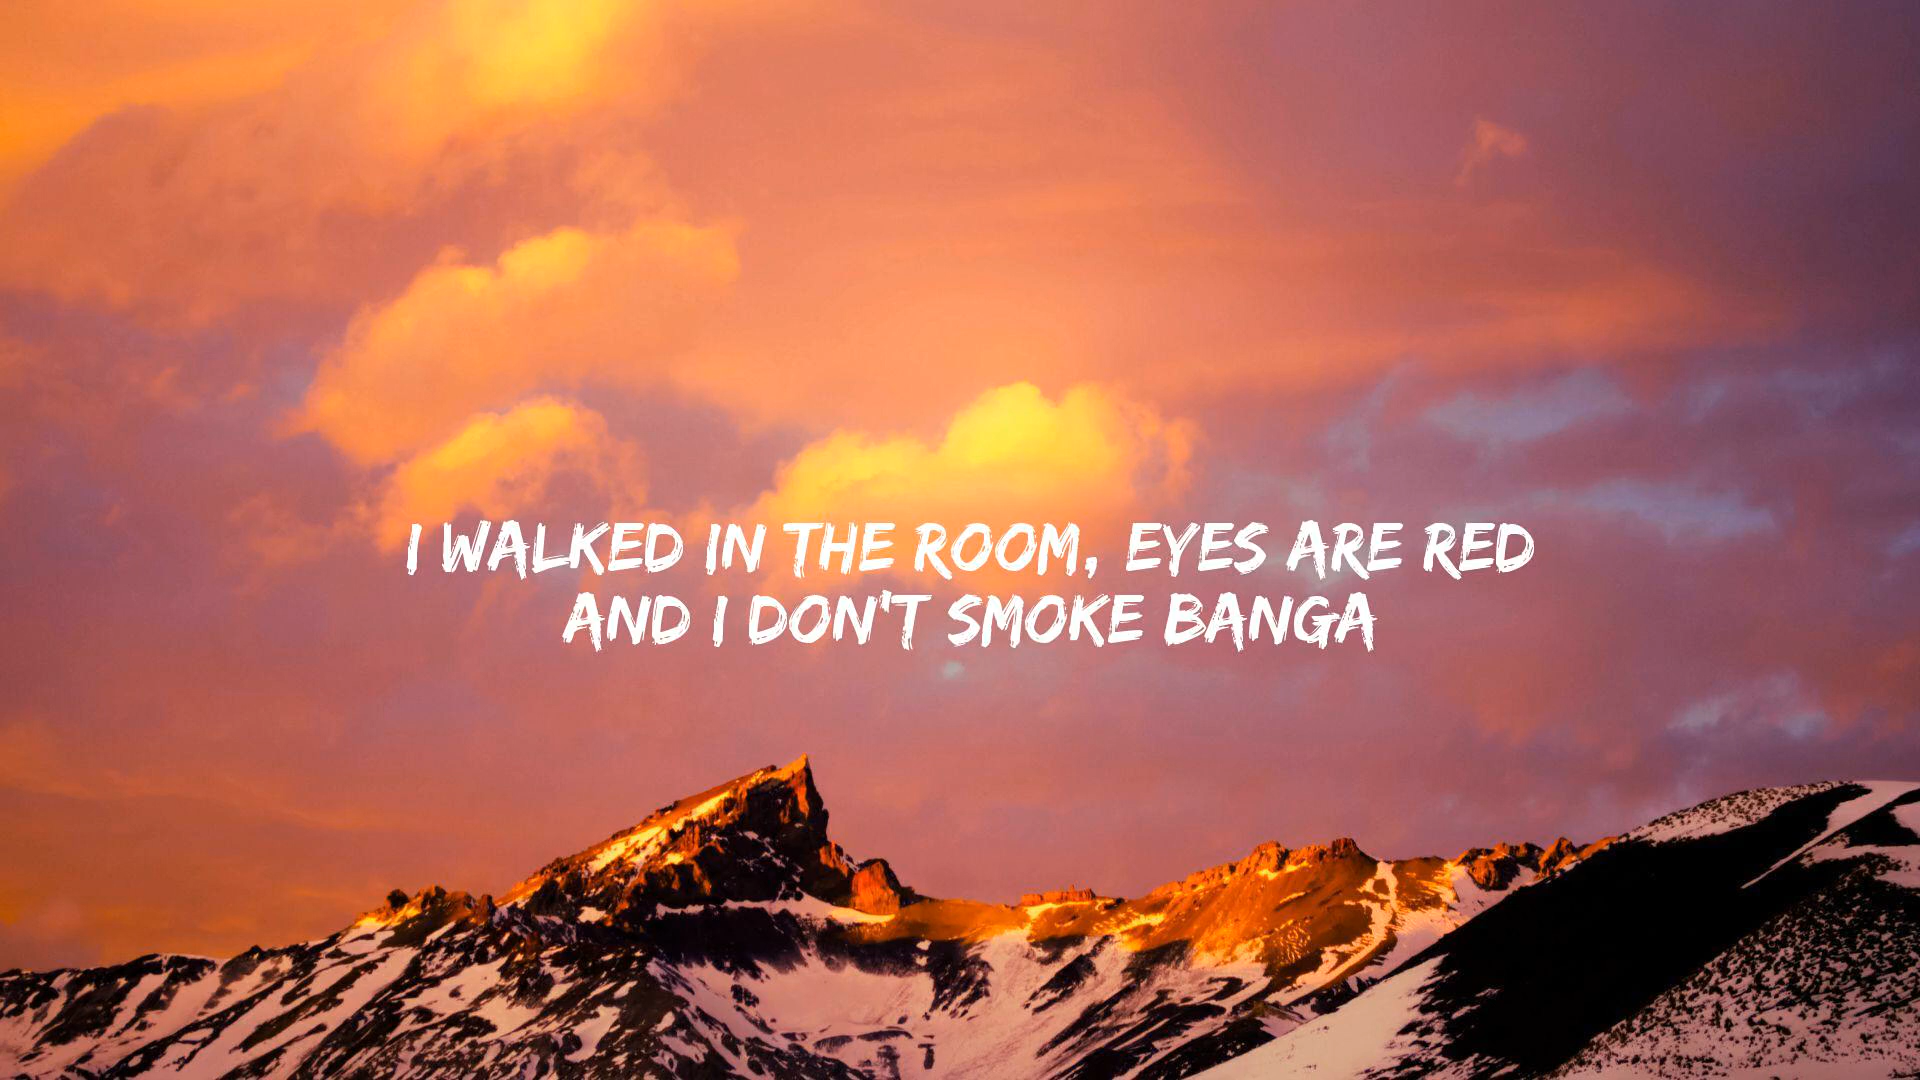 I WALKED IN THE ROOM, EYES ARE RED
AND I DON'T SMOKE BANGA